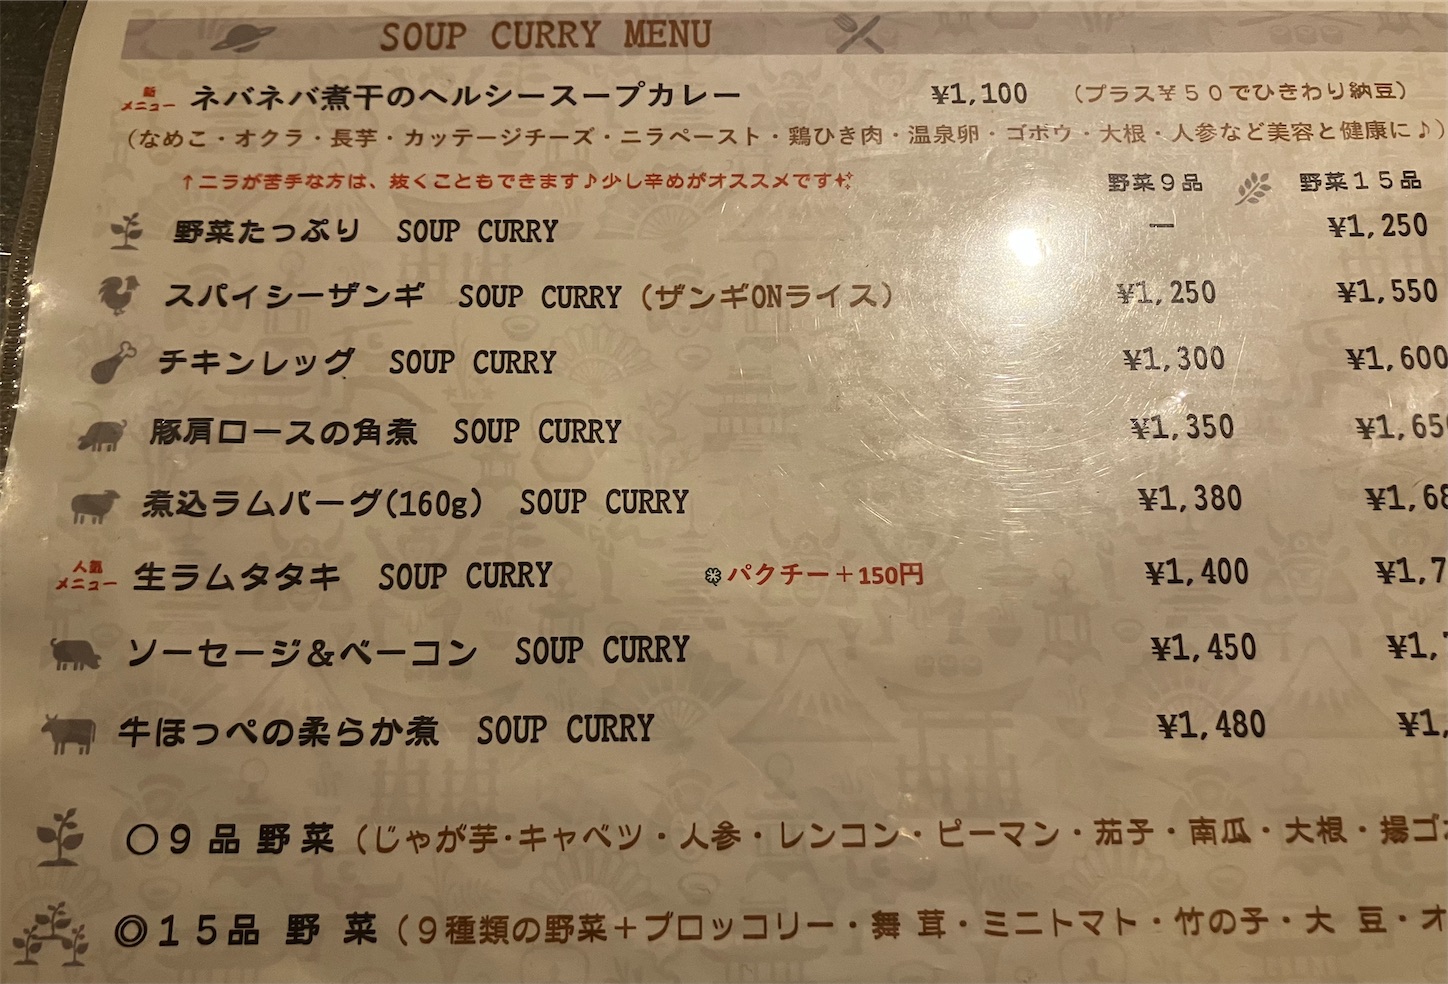 SOUP CURRY MENU
新メニュー ネバネバ煮干のヘルシースープカレー ¥1,100 （プラス¥５０でひきわり納豆）
（なめこ・オクラ・長芋・カッテージチーズ・ニラペースト・鶏ひき肉・温泉卵・ゴボウ・大根・人参など美容と健康に♪）
↑ニラが苦手な方は、抜くこともできます♪少し辛めがオススメです✨
野菜９品 野菜１５品
野菜たっぷり SOUP CURRY — ¥1,250
スパイシーザンギ SOUP CURRY（ザンギONライス） ¥1,250 ¥1,550
チキンレッグ SOUP CURRY ¥1,300 ¥1,600
豚肩ロースの角煮 SOUP CURRY ¥1,350 ¥1,650
煮込ラムバーグ(160g) SOUP CURRY ¥1,380 ¥1,68
人氣メニュー 生ラムタタキ SOUP CURRY パクチー＋150円 ¥1,400 ¥1,7
ソーセージ＆ベーコン SOUP CURRY ¥1,450 ¥1,
牛ほっぺの柔らか煮 SOUP CURRY ¥1,480 ¥1,
〇９品野菜（じゃが芋・キャベツ・人参・レンコン・ピーマン・茄子・南瓜・大根・揚ゴ
◎１５品 野 菜（９種類の野菜＋ブロッコリー・舞 茸・ミニトマト・竹の子・大 豆・オ